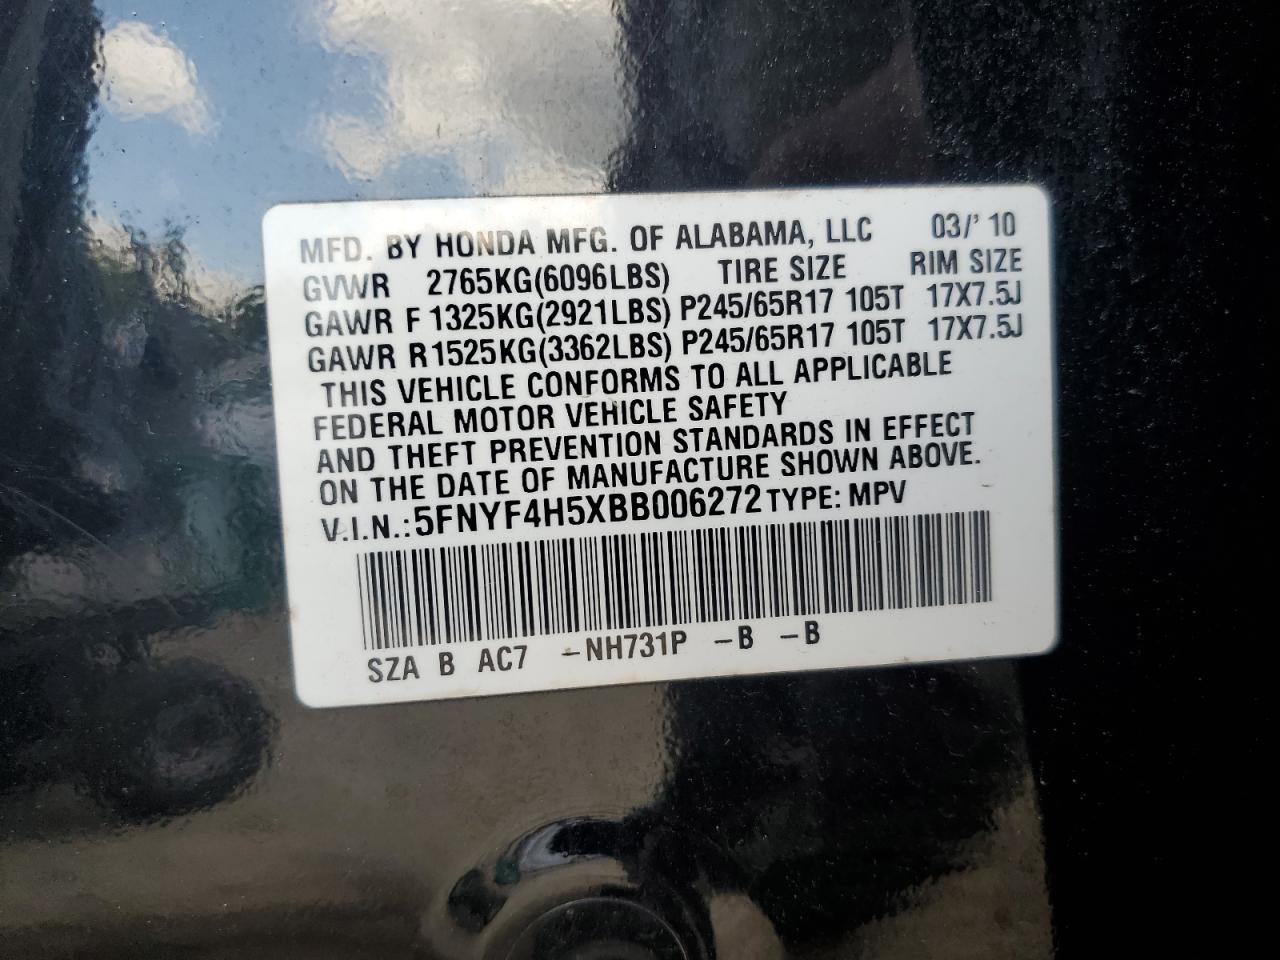 MFD. BY HONDA MFG. OF ALABAMA, LLC 03/' 10
GVWR 2765KG(6096LBS) TIRE SIZE RIM SIZE
GAWR F 1325KG(2921LBS) P245/65R17 105T 17X7.5J
GAWR R1525KG(3362LBS) P245/65R17 105T 17X7.5J
THIS VEHICLE CONFORMS TO ALL APPLICABLE
FEDERAL MOTOR VEHICLE SAFETY
AND THEFT PREVENTION STANDARDS IN EFFECT
ON THE DATE OF MANUFACTURE SHOWN ABOVE.
V.I.N.:5FNYF4H5XBB006272 TYPE: MPV
SZA B AC7 -NH731P -B -B